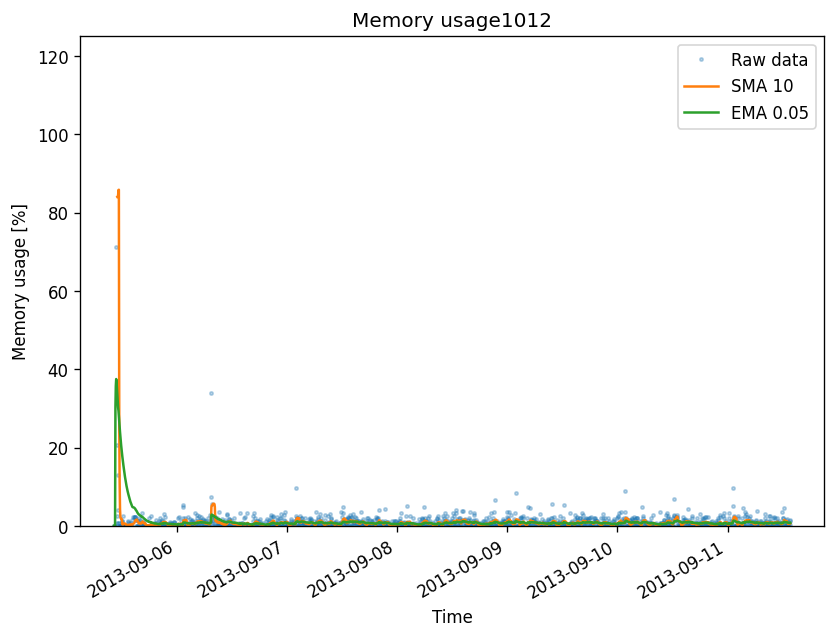 Memory usage1012
Raw data
SMA 10
EMA 0.05
Memory usage [%]
120
100
80
60
40
20
0
2013-09-06
2013-09-07
2013-09-08
2013-09-09
2013-09-10
2013-09-11
Time